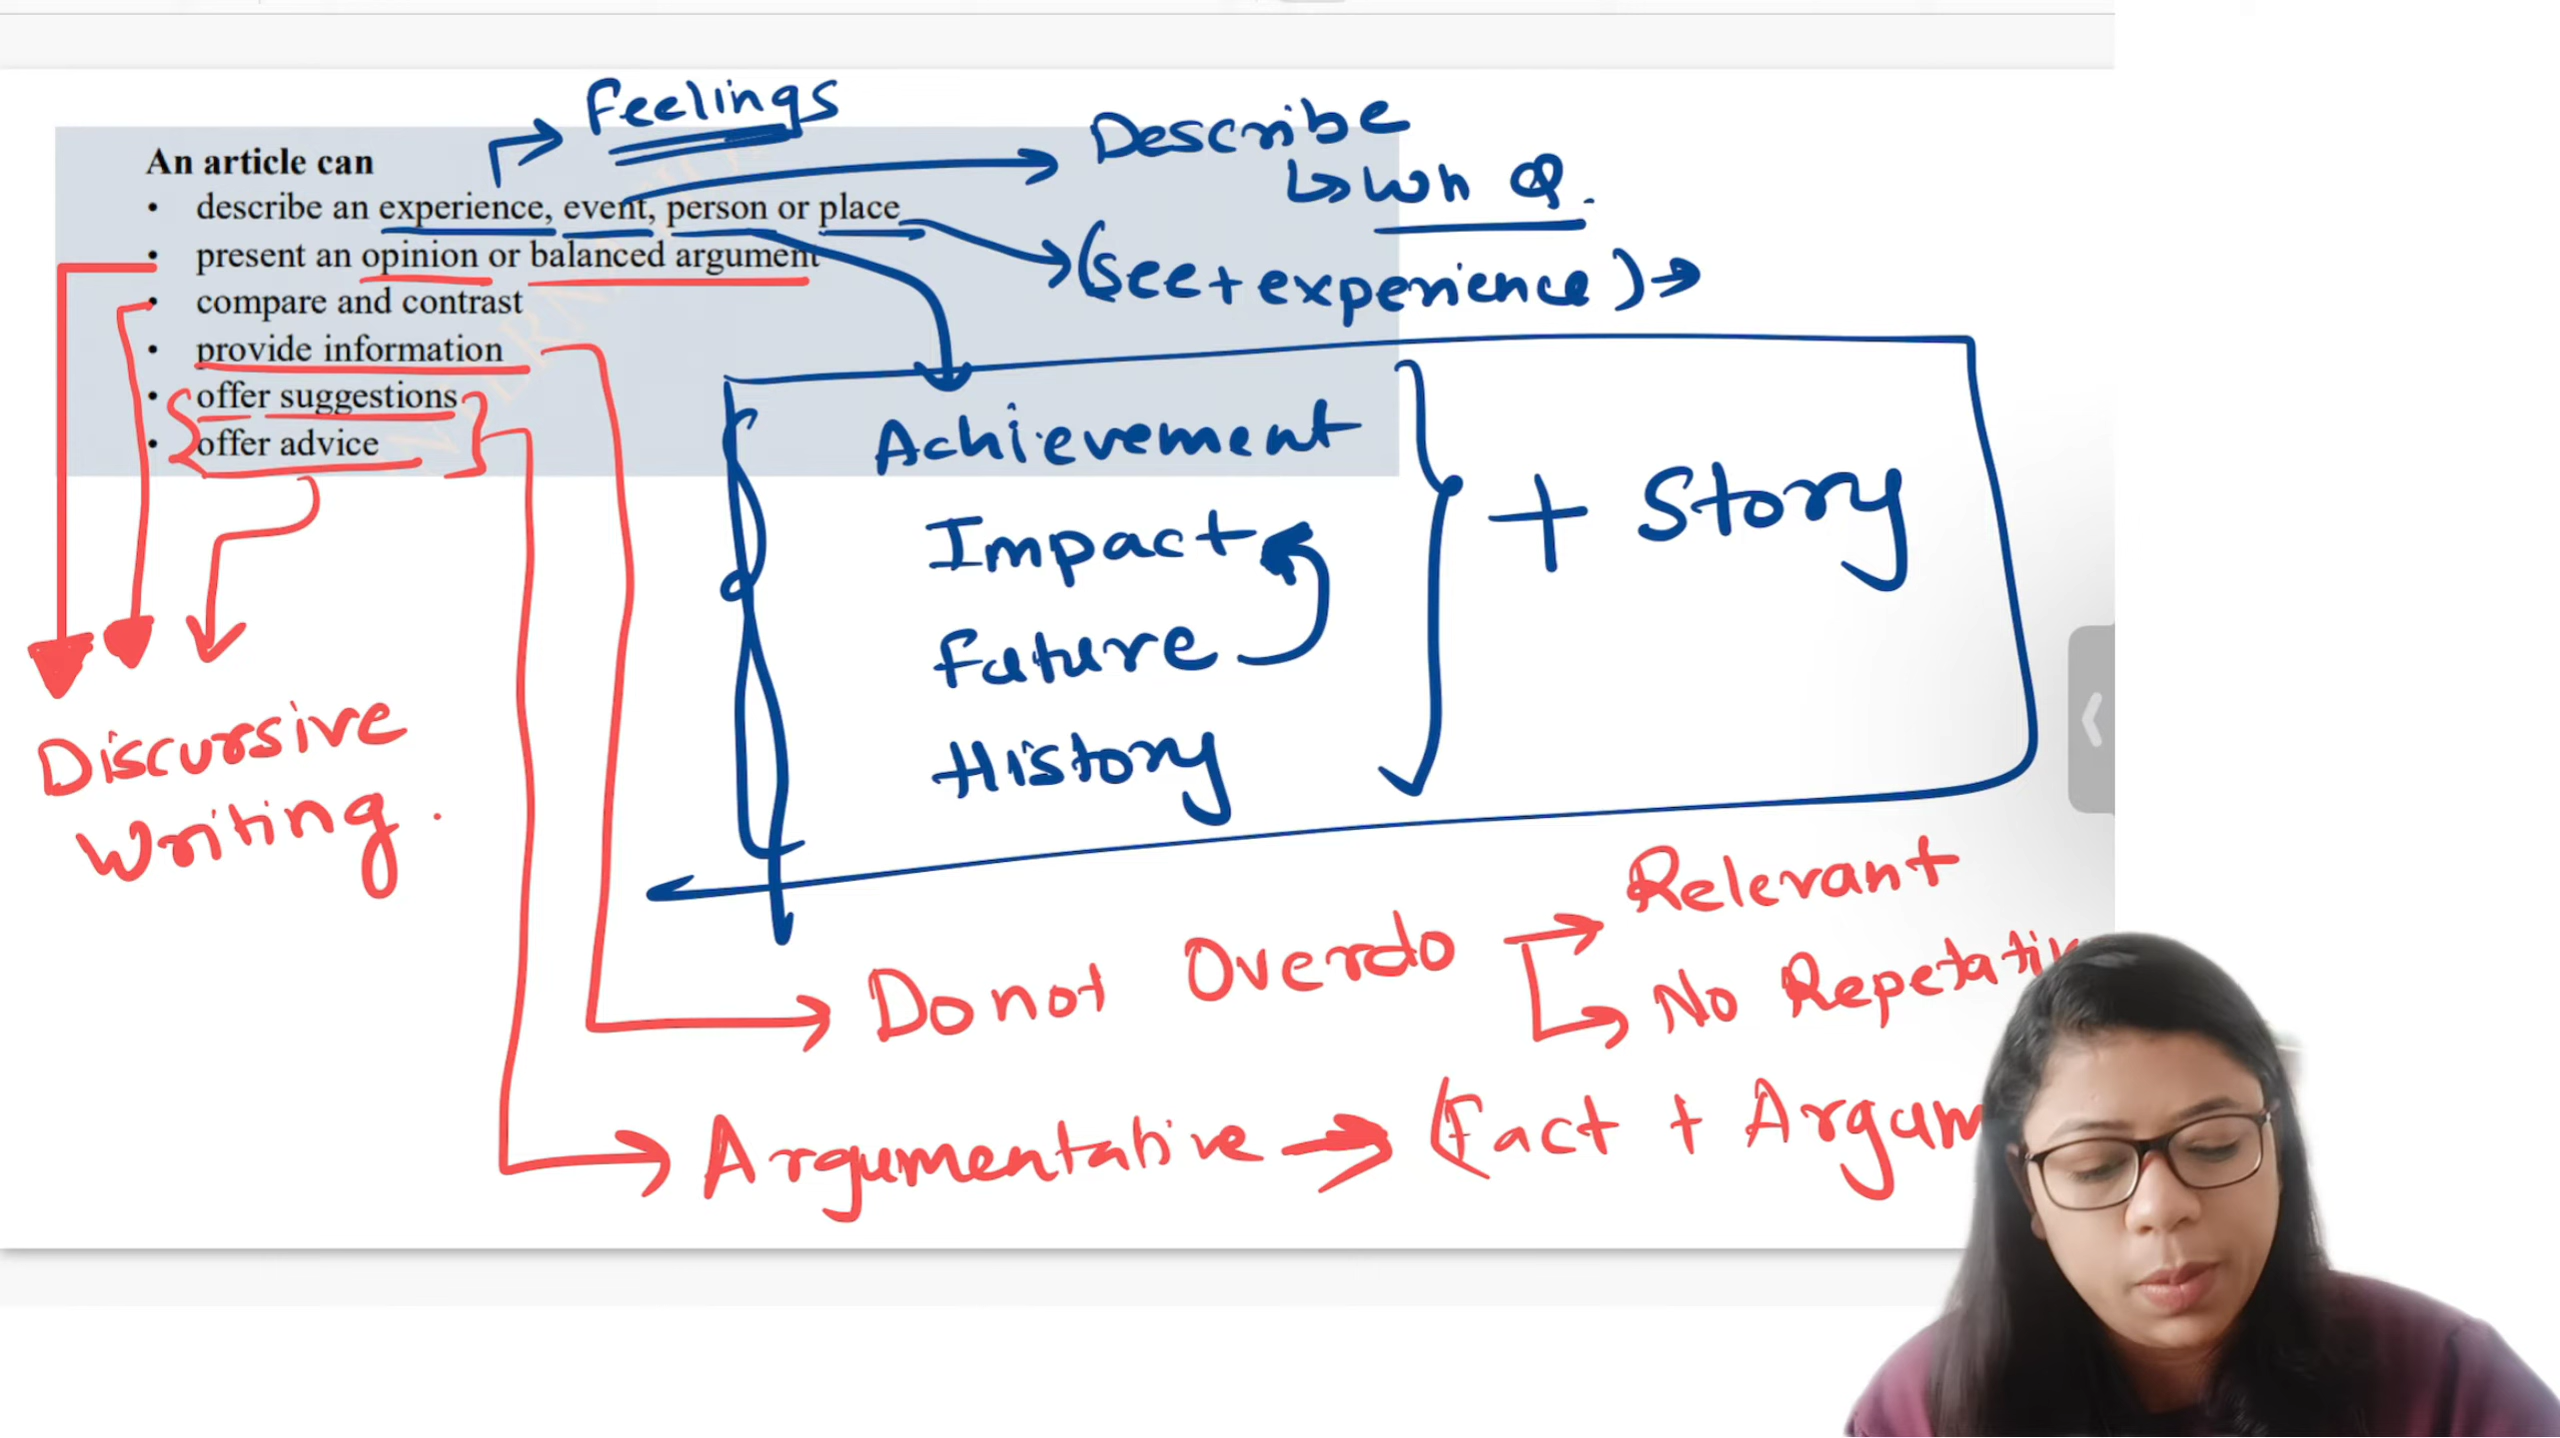 Feelings
Describe
Wh Q.
(see + experience)
An article can
• describe an experience, event, person or place
• present an opinion or balanced argument
• compare and contrast
• provide information
• offer suggestions
• offer advice
Achievement
Impact
Future
History
+ Story
Discursive
Writing.
Do not Overdo
Relevant
No
Argumentative (Fact +